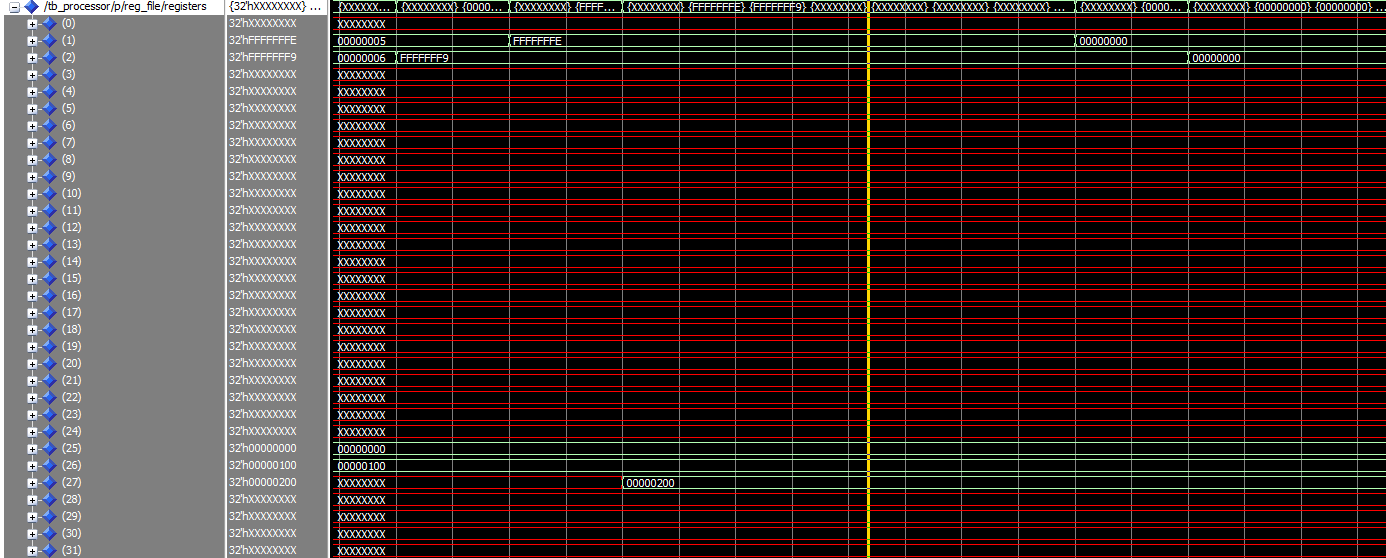 /tb_processor/p/reg_file/registers {32'hXXXXXXXX} ... {XXXXXX... {XXXXXXXX} {0000... {XXXXXXXX} {FFFF... {XXXXXXXX} {FFFFFFFE} {FFFFFFF9} {XXXXXXXX} {XXXXXXXX} {XXXXXXXX} {XXXXXXXX} ... {XXXXXXXX} {0000... {XXXXXXXX} {00000000} {00000000} ...
(0) 32'hXXXXXXXX XXXXXXXX
(1) 32'hFFFFFFFE 00000005 FFFFFFFE 00000000
(2) 32'hFFFFFFF9 00000006 FFFFFFF9 00000000
(3) 32'hXXXXXXXX XXXXXXXX
(4) 32'hXXXXXXXX XXXXXXXX
(5) 32'hXXXXXXXX XXXXXXXX
(6) 32'hXXXXXXXX XXXXXXXX
(7) 32'hXXXXXXXX XXXXXXXX
(8) 32'hXXXXXXXX XXXXXXXX
(9) 32'hXXXXXXXX XXXXXXXX
(10) 32'hXXXXXXXX XXXXXXXX
(11) 32'hXXXXXXXX XXXXXXXX
(12) 32'hXXXXXXXX XXXXXXXX
(13) 32'hXXXXXXXX XXXXXXXX
(14) 32'hXXXXXXXX XXXXXXXX
(15) 32'hXXXXXXXX XXXXXXXX
(16) 32'hXXXXXXXX XXXXXXXX
(17) 32'hXXXXXXXX XXXXXXXX
(18) 32'hXXXXXXXX XXXXXXXX
(19) 32'hXXXXXXXX XXXXXXXX
(20) 32'hXXXXXXXX XXXXXXXX
(21) 32'hXXXXXXXX XXXXXXXX
(22) 32'hXXXXXXXX XXXXXXXX
(23) 32'hXXXXXXXX XXXXXXXX
(24) 32'hXXXXXXXX XXXXXXXX
(25) 32'h00000000 00000000
(26) 32'h00000100 00000100
(27) 32'h00000200 XXXXXXXX 00000200
(28) 32'hXXXXXXXX XXXXXXXX
(29) 32'hXXXXXXXX XXXXXXXX
(30) 32'hXXXXXXXX XXXXXXXX
(31) 32'hXXXXXXXX XXXXXXXX